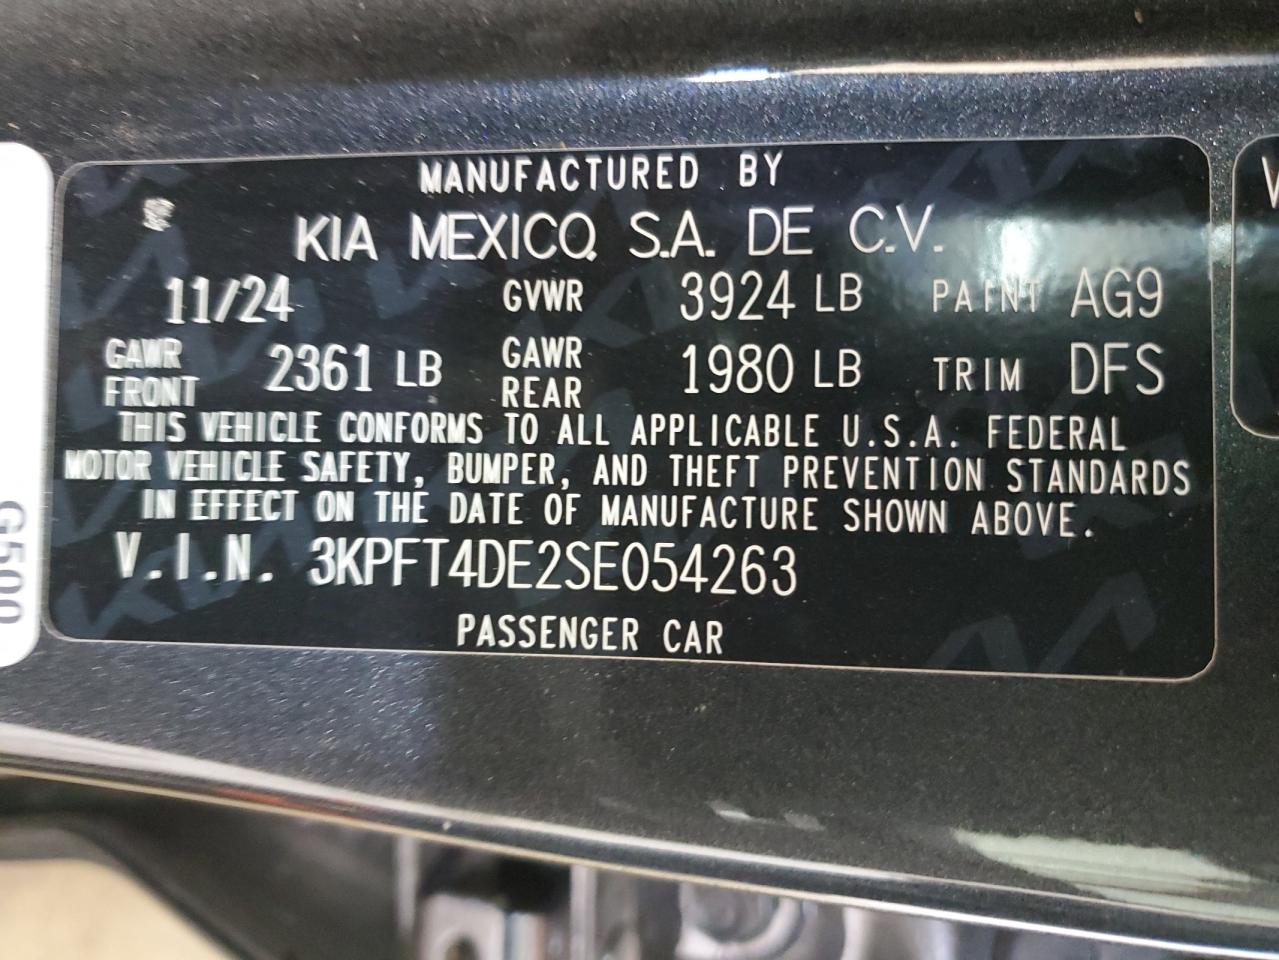 MANUFACTURED BY
KIA MEXICO, S.A. DE C.V.
11/24 GVWR 3924 LB PAINT AG9
GAWR FRONT 2361 LB GAWR REAR 1980 LB TRIM DFS
THIS VEHICLE CONFORMS TO ALL APPLICABLE U.S.A. FEDERAL
MOTOR VEHICLE SAFETY, BUMPER, AND THEFT PREVENTION STANDARDS
IN EFFECT ON THE DATE OF MANUFACTURE SHOWN ABOVE.
V.I.N. 3KPFT4DE2SE054263
PASSENGER CAR
G500